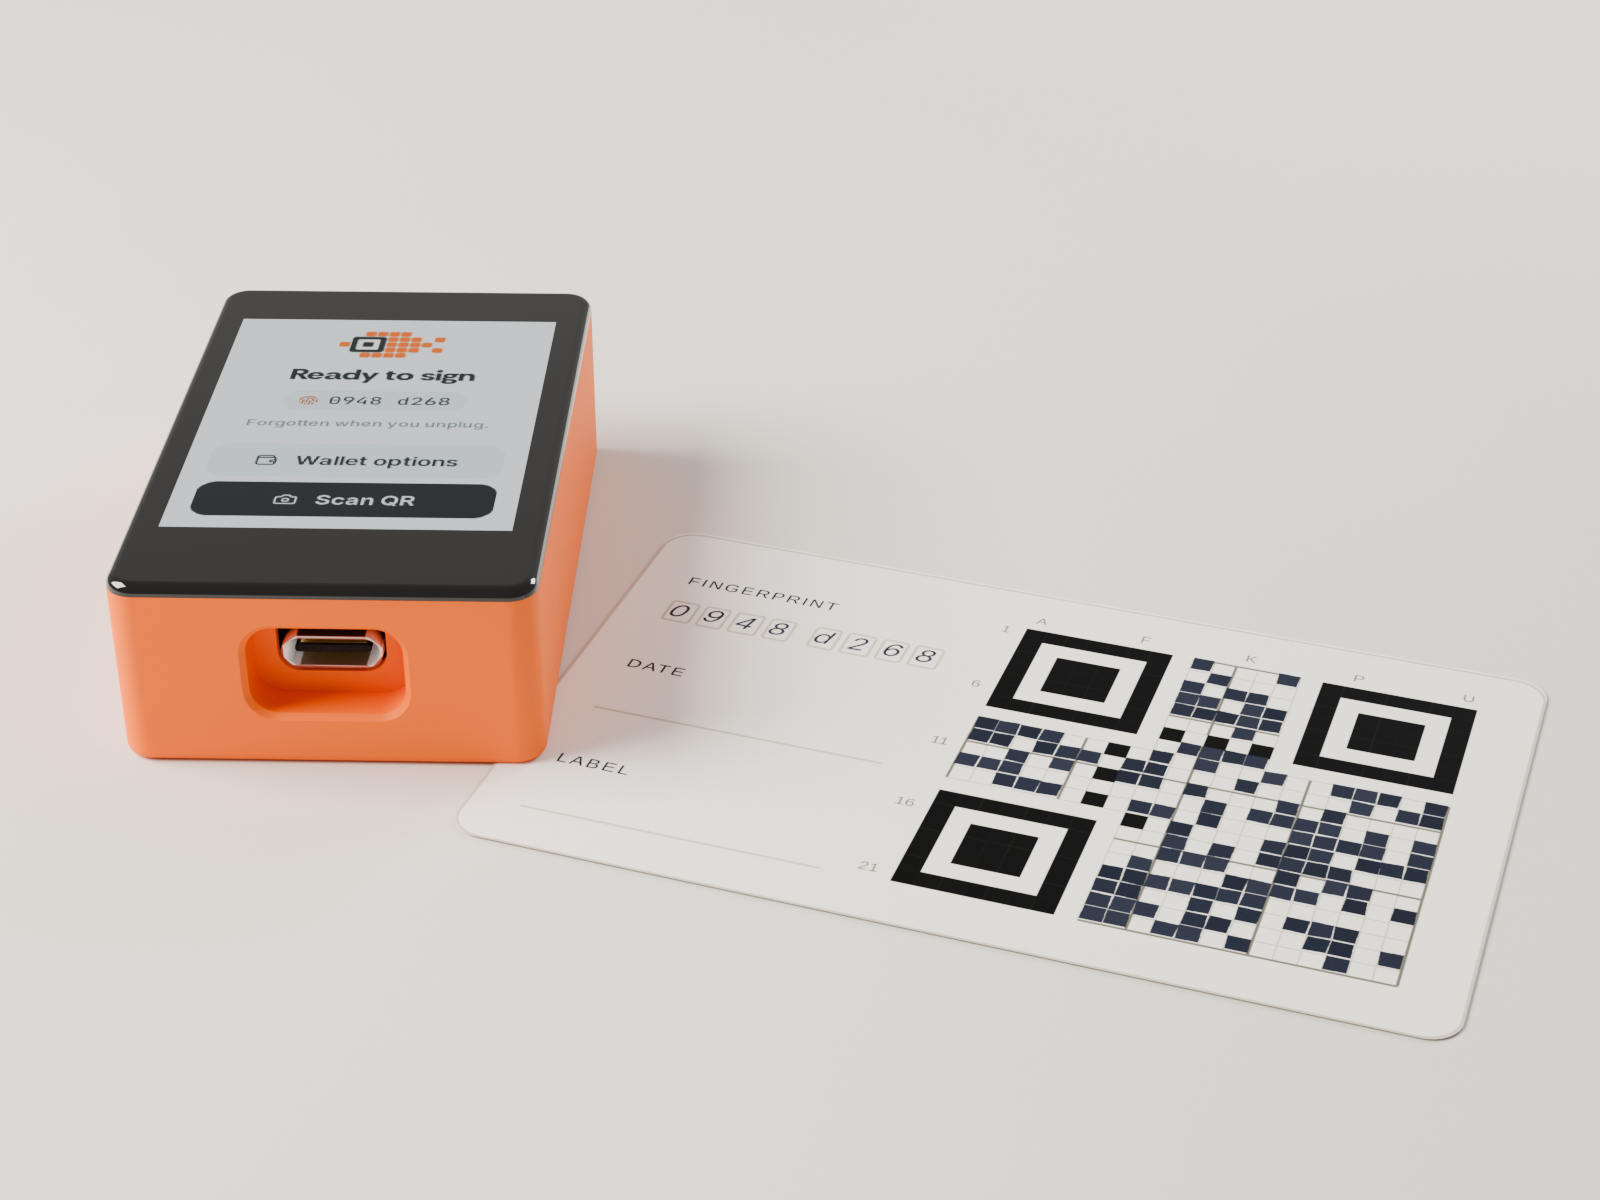 Ready to sign
0948 d268
Forgotten when you unplug.
Wallet options
Scan QR
FINGERPRINT
0948 d268
DATE
LABEL
A F K P U
1
6
11
16
21